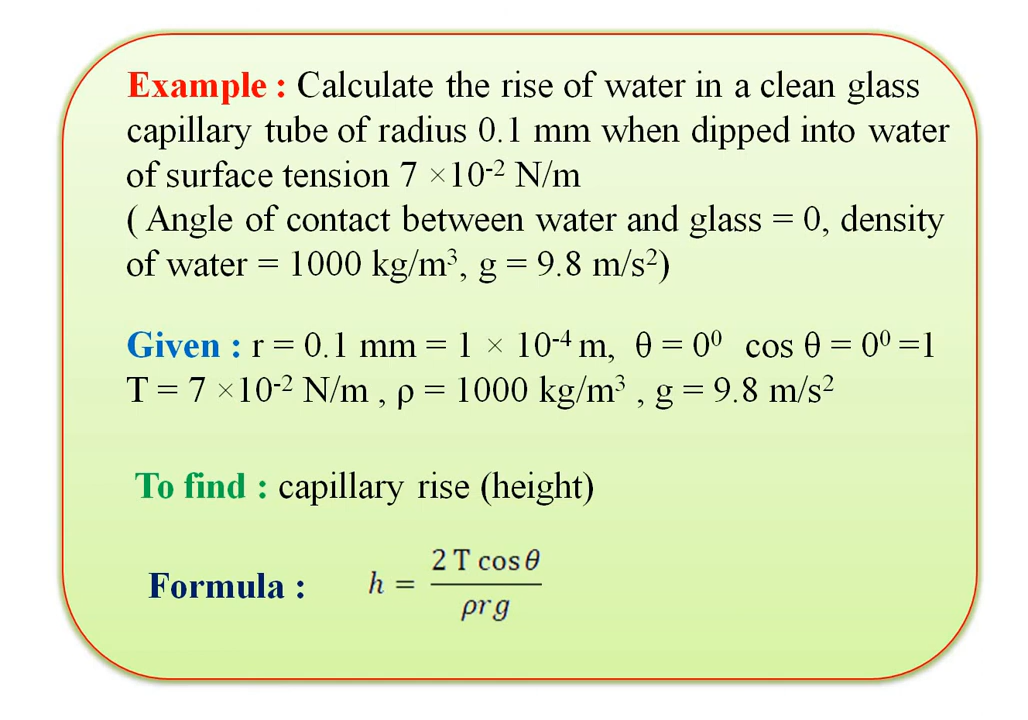 Example : Calculate the rise of water in a clean glass
capillary tube of radius 0.1 mm when dipped into water
of surface tension 7 ×10⁻² N/m
( Angle of contact between water and glass = 0, density
of water = 1000 kg/m³, g = 9.8 m/s²)
Given : r = 0.1 mm = 1 × 10⁻⁴ m, θ = 0⁰ cos θ = 0⁰ =1
T = 7 ×10⁻² N/m , ρ = 1000 kg/m³ , g = 9.8 m/s²
To find : capillary rise (height)
Formula : h = 2 T cos θ / ρrg